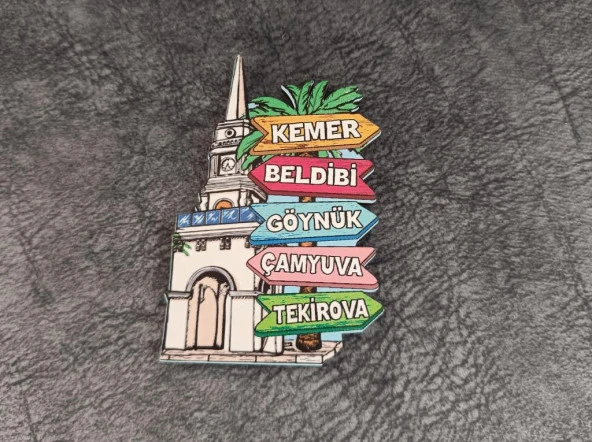 KEMER
BELDİBİ
GÖYNÜK
ÇAMYUVA
TEKİROVA